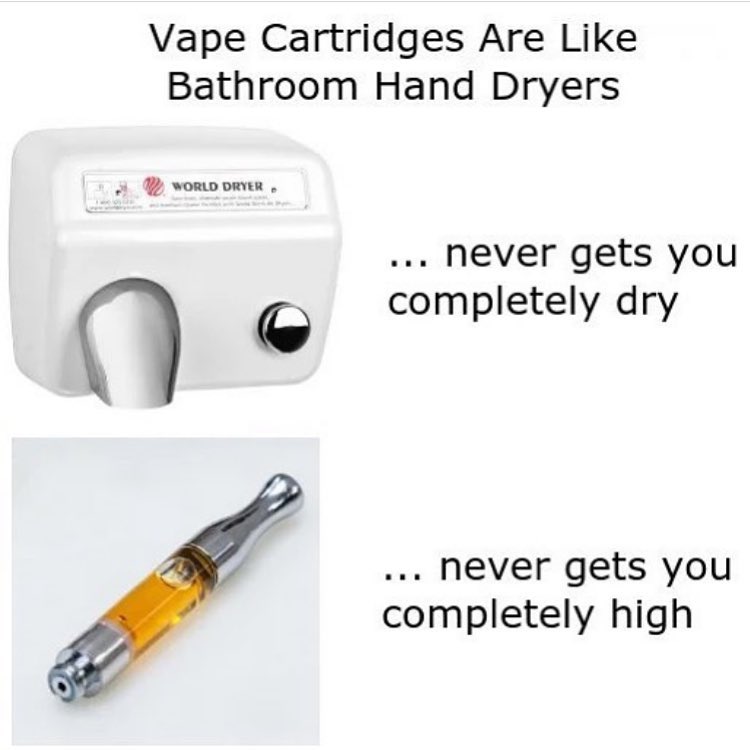 Vape Cartridges Are Like
Bathroom Hand Dryers
WORLD DRYER
... never gets you
completely dry
... never gets you
completely high